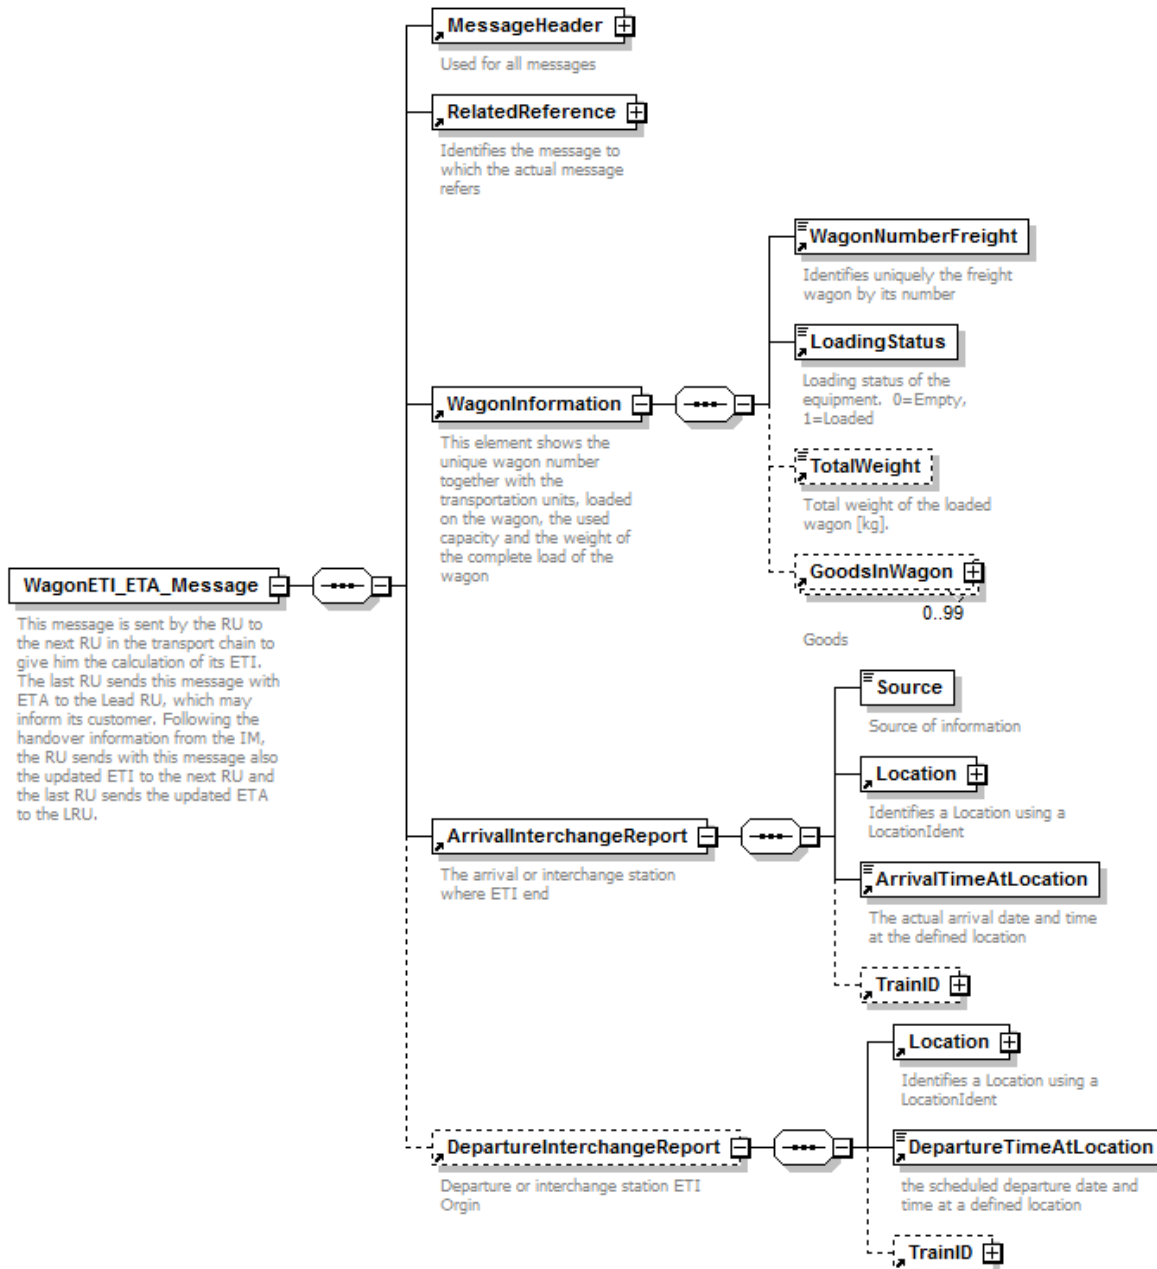 MessageHeader
Used for all messages
RelatedReference
Identifies the message to
which the actual message
refers
WagonNumberFreight
Identifies uniquely the freight
wagon by its number
LoadingStatus
Loading status of the
equipment.  0=Empty,
1=Loaded
WagonInformation
This element shows the
unique wagon number
together with the
transportation units, loaded
on the wagon, the used
capacity and the weight of
the complete load of the
wagon
TotalWeight
Total weight of the loaded
wagon [kg].
GoodsInWagon
0..99
Goods
WagonETI_ETA_Message
This message is sent by the RU to
the next RU in the transport chain to
give him the calculation of its ETI.
The last RU sends this message with
ETA to the Lead RU, which may
inform its customer. Following the
handover information from the IM,
the RU sends with this message also
the updated ETI to the next RU and
the last RU sends the updated ETA
to the LRU.
Source
Source of information
Location
Identifies a Location using a
LocationIdent
ArrivalInterchangeReport
The arrival or interchange station
where ETI end
ArrivalTimeAtLocation
The actual arrival date and time
at the defined location
TrainID
Location
Identifies a Location using a
LocationIdent
DepartureInterchangeReport
Departure or interchange station ETI
Orgin
DepartureTimeAtLocation
the scheduled departure date and
time at a defined location
TrainID